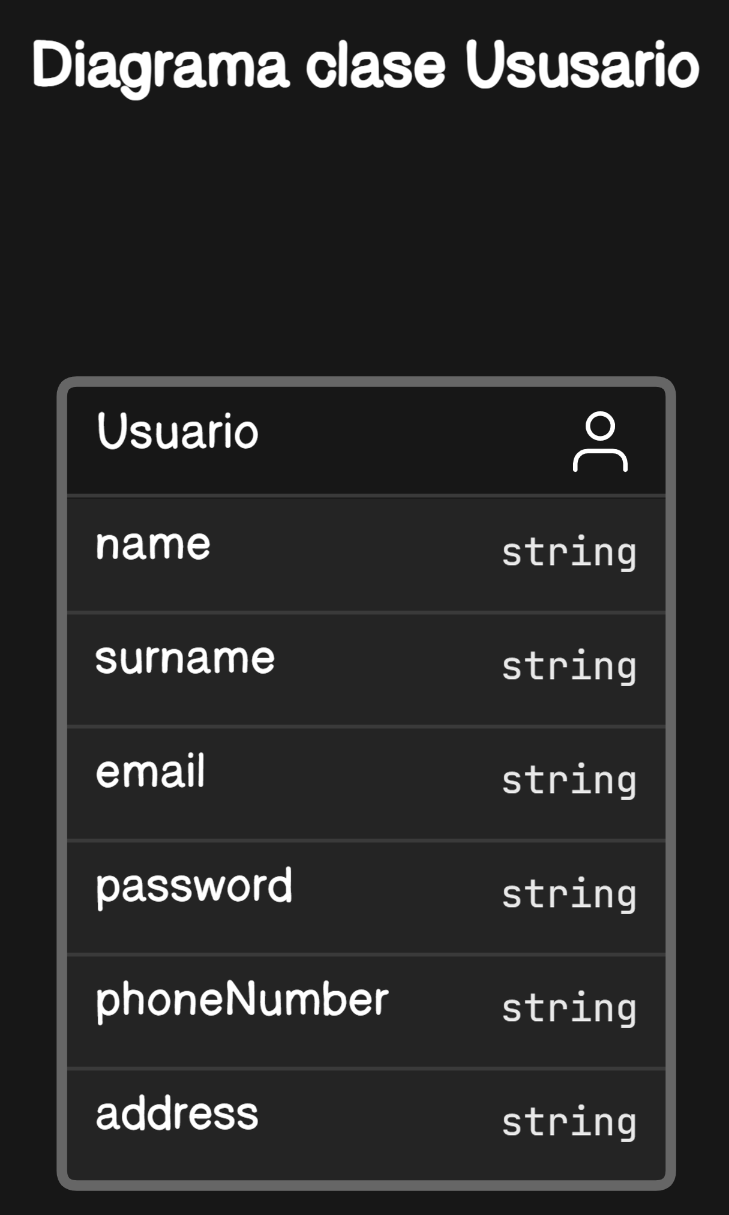 Diagrama clase Ususario
Usuario
name string
surname string
email string
password string
phoneNumber string
address string